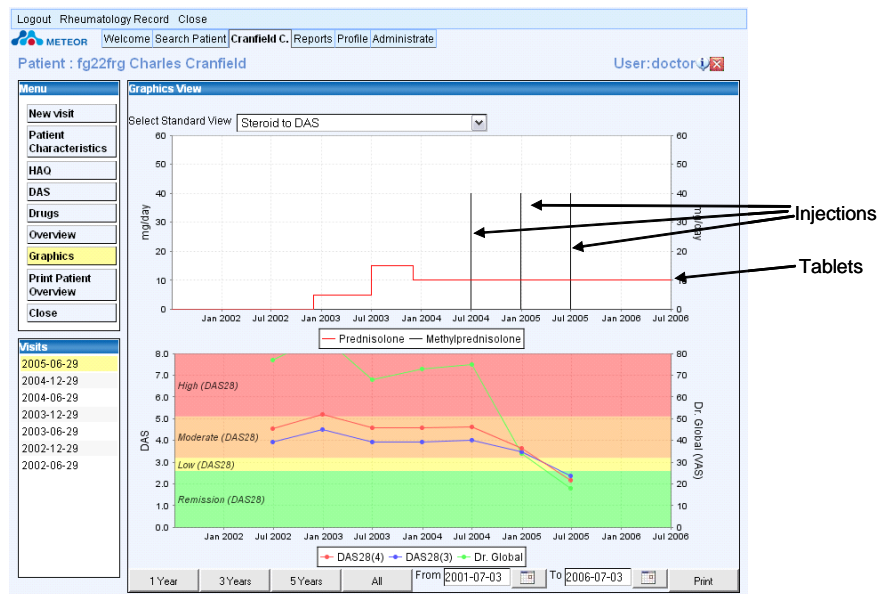 Logout Rheumatology Record Close
METEOR Welcome Search Patient Cranfield C. Reports Profile Administrate
Patient : fg22frg Charles Cranfield User:doctor
Menu
New visit
Patient
Characteristics
HAQ
DAS
Drugs
Overview
Graphics
Print Patient
Overview
Close
Visits
2005-06-29
2004-12-29
2004-06-29
2003-12-29
2003-06-29
2002-12-29
2002-06-29
Graphics View
Select Standard View Steroid to DAS
60 60
50 50
40 40
30 30
20 20
10 10
0 0
mg/day
mg/day
Jan 2002 Jul 2002 Jan 2003 Jul 2003 Jan 2004 Jul 2004 Jan 2005 Jul 2005 Jan 2006 Jul 2006
Prednisolone Methylprednisolone
Injections
Tablets
8.0 80
7.0 70
High (DAS28)
6.0 60
5.0 50
Moderate (DAS28)
4.0 40
3.0 30
Low (DAS28)
2.0 20
Remission (DAS28)
1.0 10
0.0 0
DAS
Dr. Global (VAS)
Jan 2002 Jul 2002 Jan 2003 Jul 2003 Jan 2004 Jul 2004 Jan 2005 Jul 2005 Jan 2006 Jul 2006
DAS28(4) DAS28(3) Dr. Global
1 Year 3 Years 5 Years All From 2001-07-03 To 2006-07-03 Print